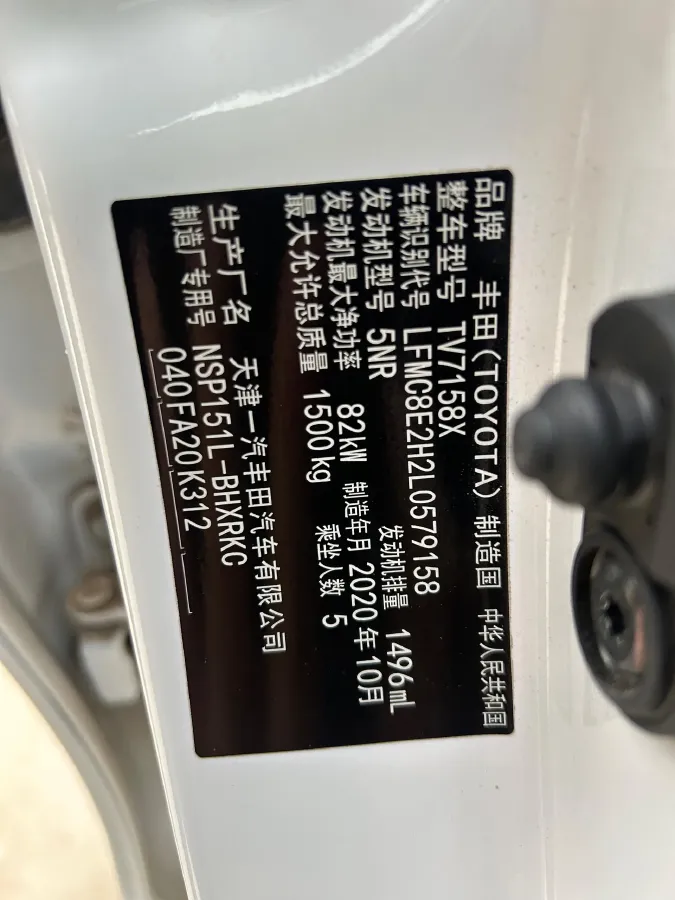 品牌 丰田(TOYOTA) 制造国 中华人民共和国
整车型号 TV7158X
车辆识别代号 LFMC8E2H2L0579158
发动机型号 5NR 发动机排量 1496mL
发动机最大净功率 82kW 制造年月 2020年10月
最大允许总质量 1500kg 乘坐人数 5
生产厂名 天津一汽丰田汽车有限公司
制造厂专用号 NSP151L-BHXRKC
040FA20K312